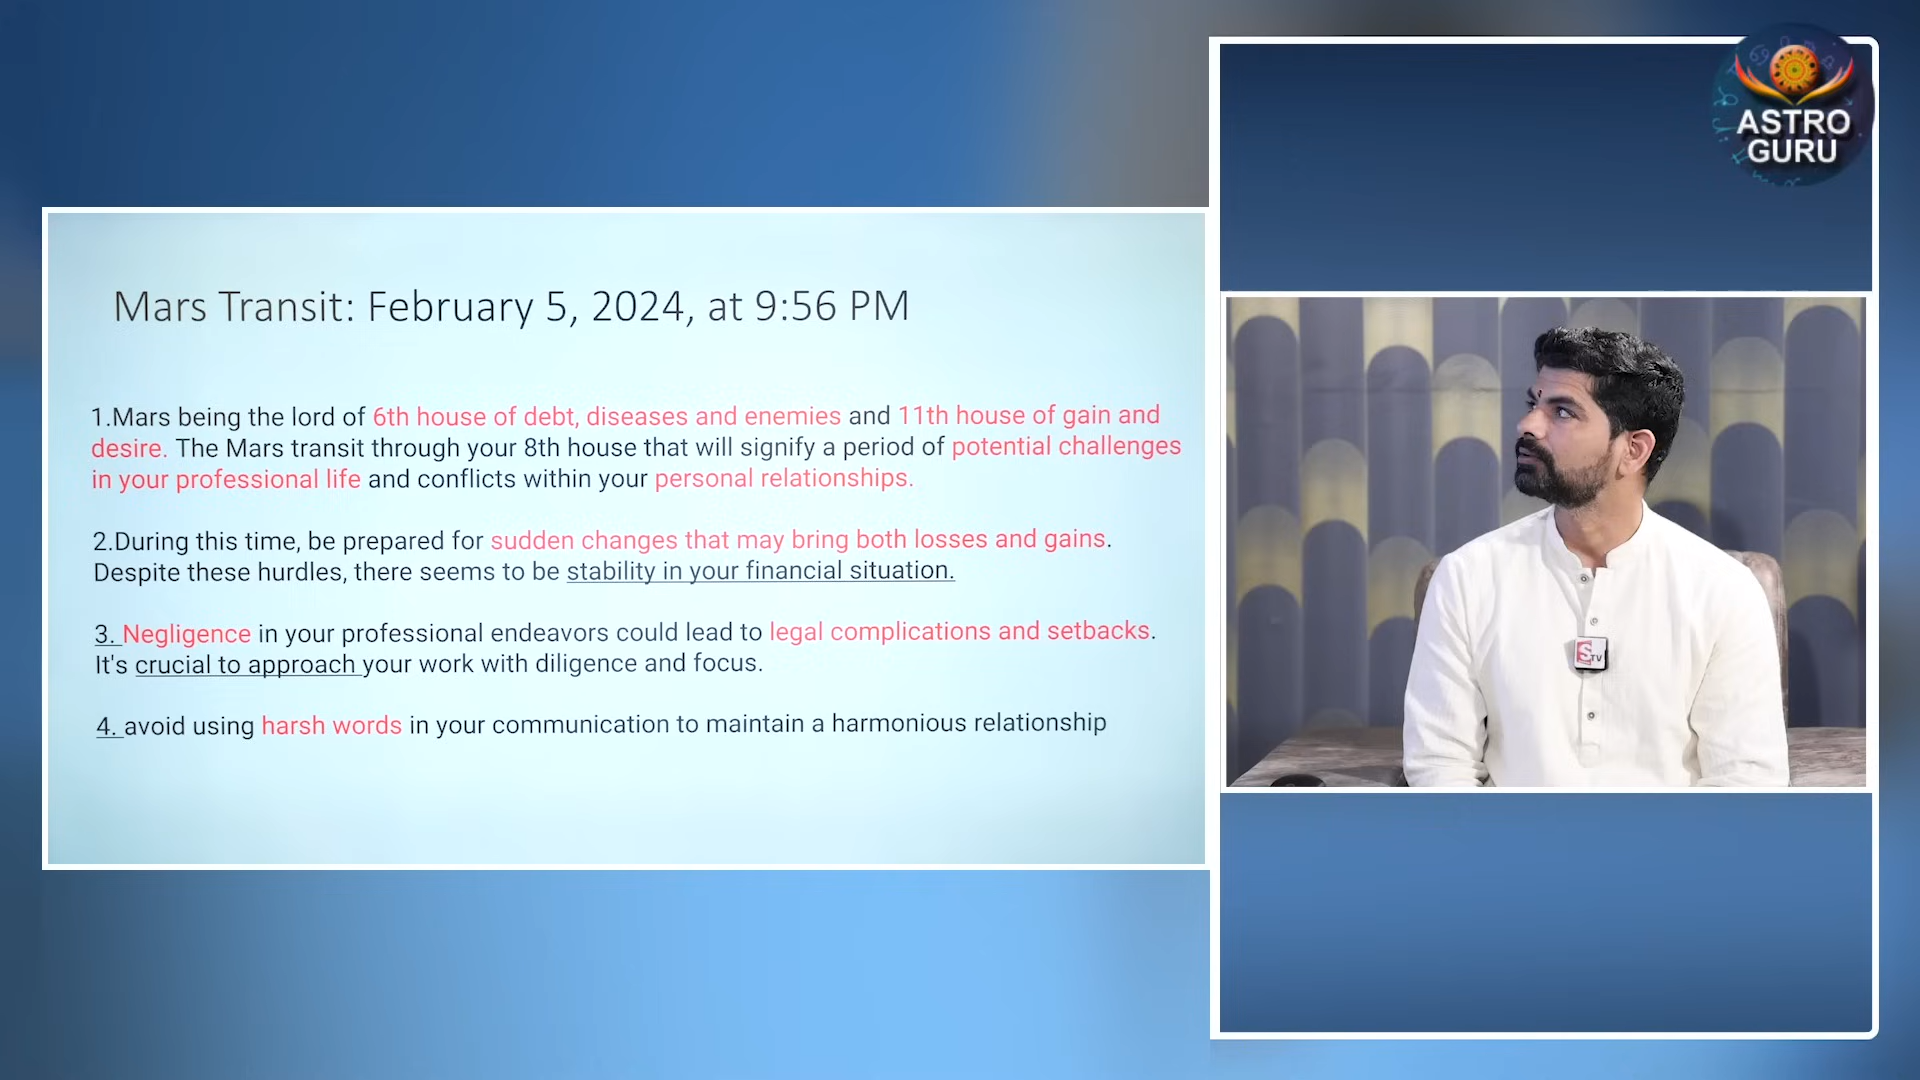 ASTRO
GURU
Mars Transit: February 5, 2024, at 9:56 PM
1.Mars being the lord of 6th house of debt, diseases and enemies and 11th house of gain and
desire. The Mars transit through your 8th house that will signify a period of potential challenges
in your professional life and conflicts within your personal relationships.
2.During this time, be prepared for sudden changes that may bring both losses and gains.
Despite these hurdles, there seems to be stability in your financial situation.
3. Negligence in your professional endeavors could lead to legal complications and setbacks.
It's crucial to approach your work with diligence and focus.
4. avoid using harsh words in your communication to maintain a harmonious relationship
S TV